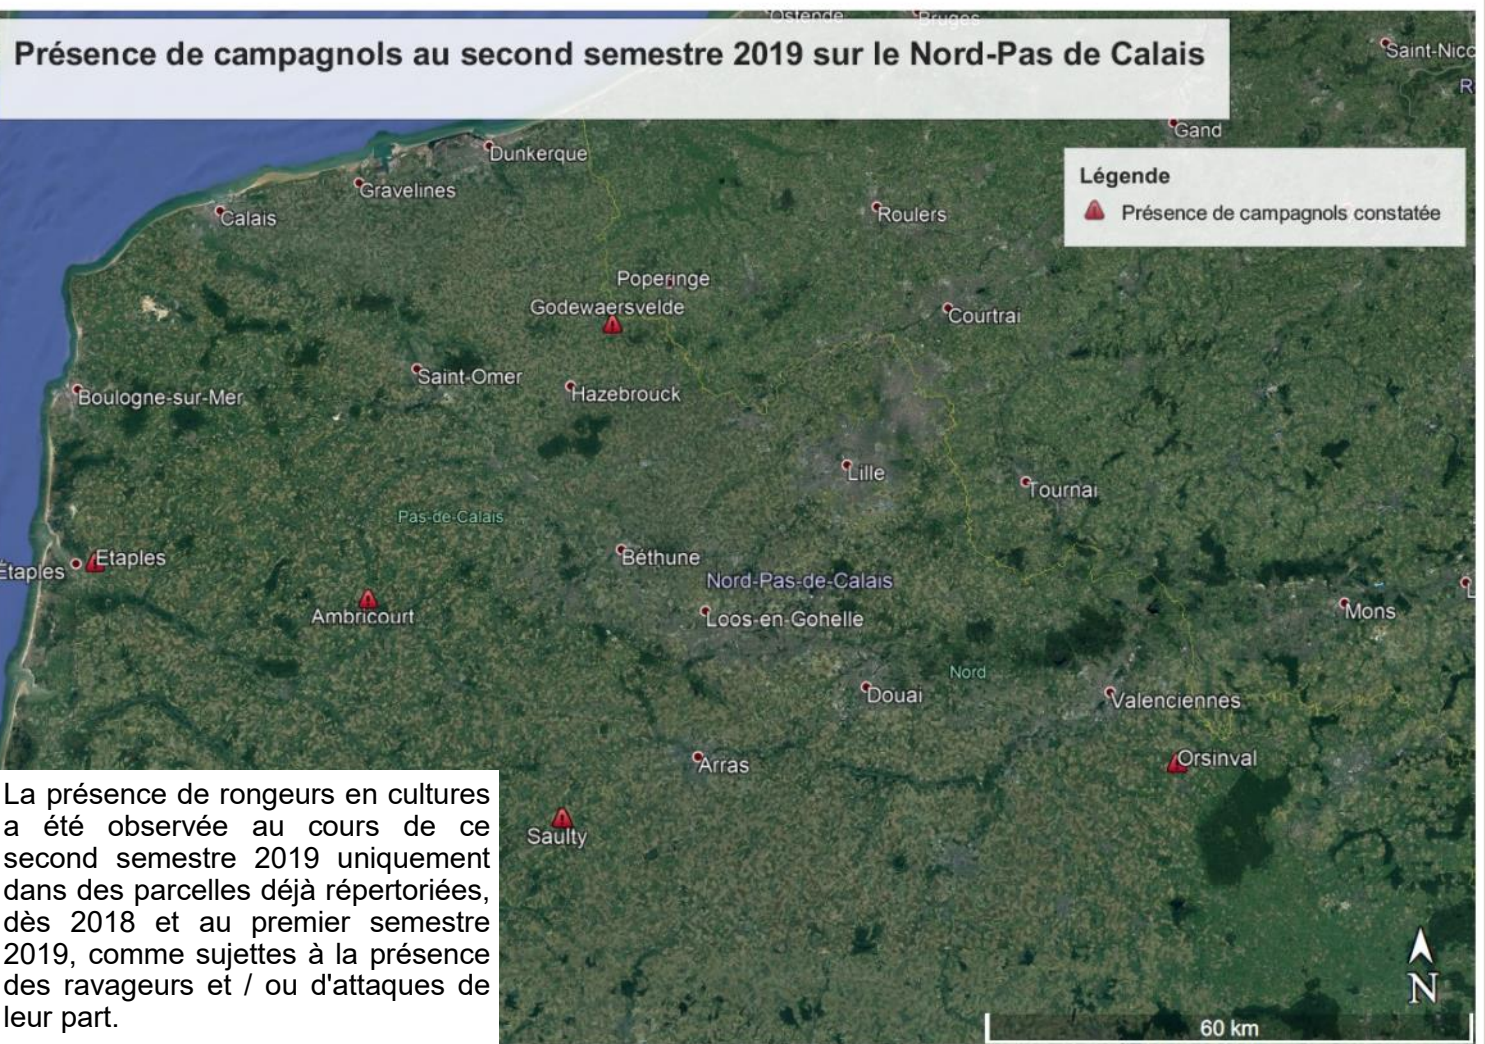 Ostende
Bruges
Présence de campagnols au second semestre 2019 sur le Nord-Pas de Calais
Saint-Nicc
R
Gand
Dunkerque
Légende
Gravelines
Présence de campagnols constatée
Calais
Roulers
Poperinge
Godewaersvelde
Courtrai
Saint-Omer
Hazebrouck
Boulogne-sur-Mer
Lille
Tournai
Pas-de-Calais
Etaples
Étaples
Béthune
Nord-Pas-de-Calais
L
Ambricourt
Loos-en-Gohelle
Mons
Nord
Douai
Valenciennes
Arras
Orsinval
Saulty
La présence de rongeurs en cultures
a été observée au cours de ce
second semestre 2019 uniquement
dans des parcelles déjà répertoriées,
dès 2018 et au premier semestre
2019, comme sujettes à la présence
des ravageurs et / ou d'attaques de
leur part.
N
60 km